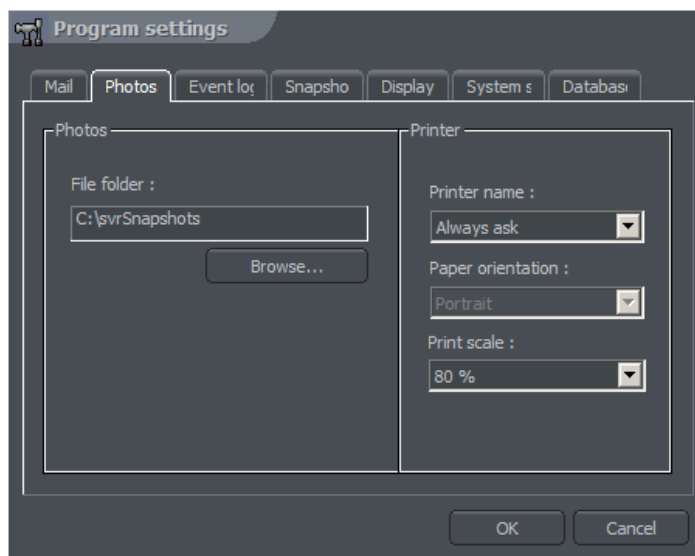 Program settings
Mail Photos Event log Snapsho Display System s Databas
Photos
File folder :
C:\svrSnapshots
Browse...
Printer
Printer name :
Always ask
Paper orientation :
Portrait
Print scale :
80 %
OK Cancel